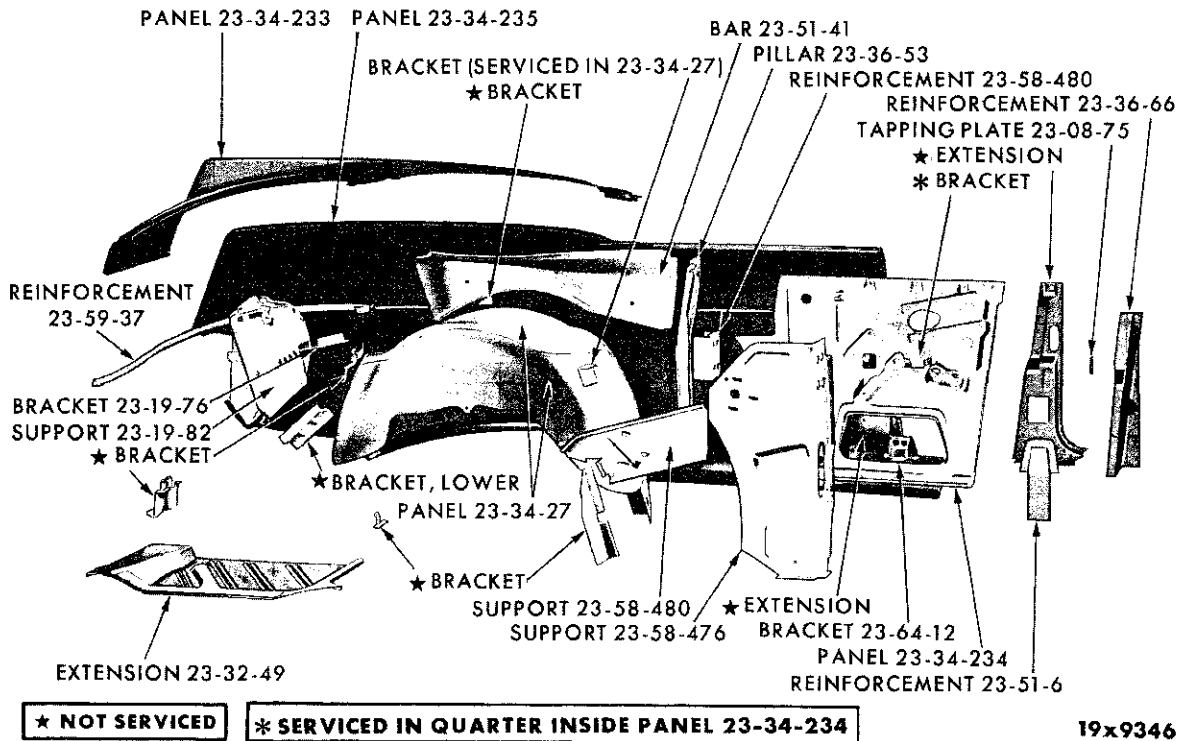 PANEL 23-34-233 PANEL 23-34-235
BAR 23-51-41
PILLAR 23-36-53
BRACKET (SERVICED IN 23-34-27)
★ BRACKET
REINFORCEMENT 23-58-480
REINFORCEMENT 23-36-66
TAPPING PLATE 23-08-75
★ EXTENSION
* BRACKET
REINFORCEMENT
23-59-37
BRACKET 23-19-76
SUPPORT 23-19-82
★ BRACKET
★ BRACKET, LOWER
PANEL 23-34-27
★ BRACKET
SUPPORT 23-58-480
SUPPORT 23-58-476
★ EXTENSION
BRACKET 23-64-12
PANEL 23-34-234
REINFORCEMENT 23-51-6
EXTENSION 23-32-49
★ NOT SERVICED
* SERVICED IN QUARTER INSIDE PANEL 23-34-234
19x9346